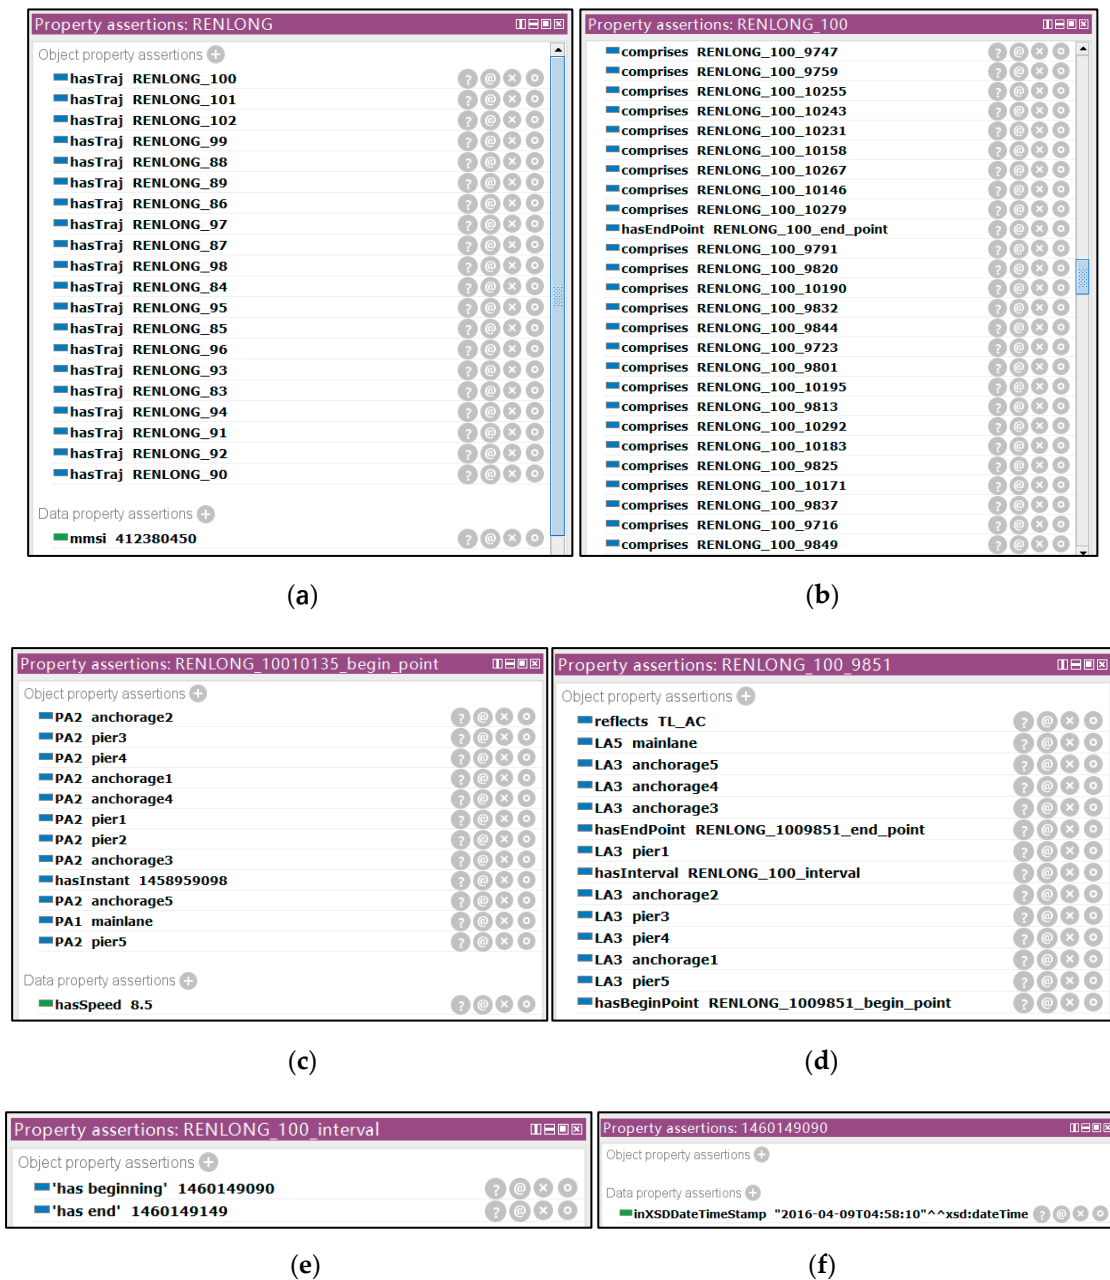 Property assertions: RENLONG
Object property assertions
hasTraj RENLONG_100
hasTraj RENLONG_101
hasTraj RENLONG_102
hasTraj RENLONG_99
hasTraj RENLONG_88
hasTraj RENLONG_89
hasTraj RENLONG_86
hasTraj RENLONG_97
hasTraj RENLONG_87
hasTraj RENLONG_98
hasTraj RENLONG_84
hasTraj RENLONG_95
hasTraj RENLONG_85
hasTraj RENLONG_96
hasTraj RENLONG_93
hasTraj RENLONG_83
hasTraj RENLONG_94
hasTraj RENLONG_91
hasTraj RENLONG_92
hasTraj RENLONG_90
Data property assertions
mmsi 412380450
(a)
Property assertions: RENLONG_100
comprises RENLONG_100_9747
comprises RENLONG_100_9759
comprises RENLONG_100_10255
comprises RENLONG_100_10243
comprises RENLONG_100_10231
comprises RENLONG_100_10158
comprises RENLONG_100_10267
comprises RENLONG_100_10146
comprises RENLONG_100_10279
hasEndPoint RENLONG_100_end_point
comprises RENLONG_100_9791
comprises RENLONG_100_9820
comprises RENLONG_100_10190
comprises RENLONG_100_9832
comprises RENLONG_100_9844
comprises RENLONG_100_9723
comprises RENLONG_100_9801
comprises RENLONG_100_10195
comprises RENLONG_100_9813
comprises RENLONG_100_10292
comprises RENLONG_100_10183
comprises RENLONG_100_9825
comprises RENLONG_100_10171
comprises RENLONG_100_9837
comprises RENLONG_100_9716
comprises RENLONG_100_9849
(b)
Property assertions: RENLONG_10010135_begin_point
Object property assertions
PA2 anchorage2
PA2 pier3
PA2 pier4
PA2 anchorage1
PA2 anchorage4
PA2 pier1
PA2 pier2
PA2 anchorage3
hasInstant 1458959098
PA2 anchorage5
PA1 mainlane
PA2 pier5
Data property assertions
hasSpeed 8.5
(c)
Property assertions: RENLONG_100_9851
Object property assertions
reflects TL_AC
LA5 mainlane
LA3 anchorage5
LA3 anchorage4
LA3 anchorage3
hasEndPoint RENLONG_1009851_end_point
LA3 pier1
hasInterval RENLONG_100_interval
LA3 anchorage2
LA3 pier3
LA3 pier4
LA3 anchorage1
LA3 pier5
hasBeginPoint RENLONG_1009851_begin_point
(d)
Property assertions: RENLONG_100_interval
Object property assertions
'has beginning' 1460149090
'has end' 1460149149
(e)
Property assertions: 1460149090
Object property assertions
Data property assertions
inXSDDateTimeStamp "2016-04-09T04:58:10"^^xsd:dateTime
(f)